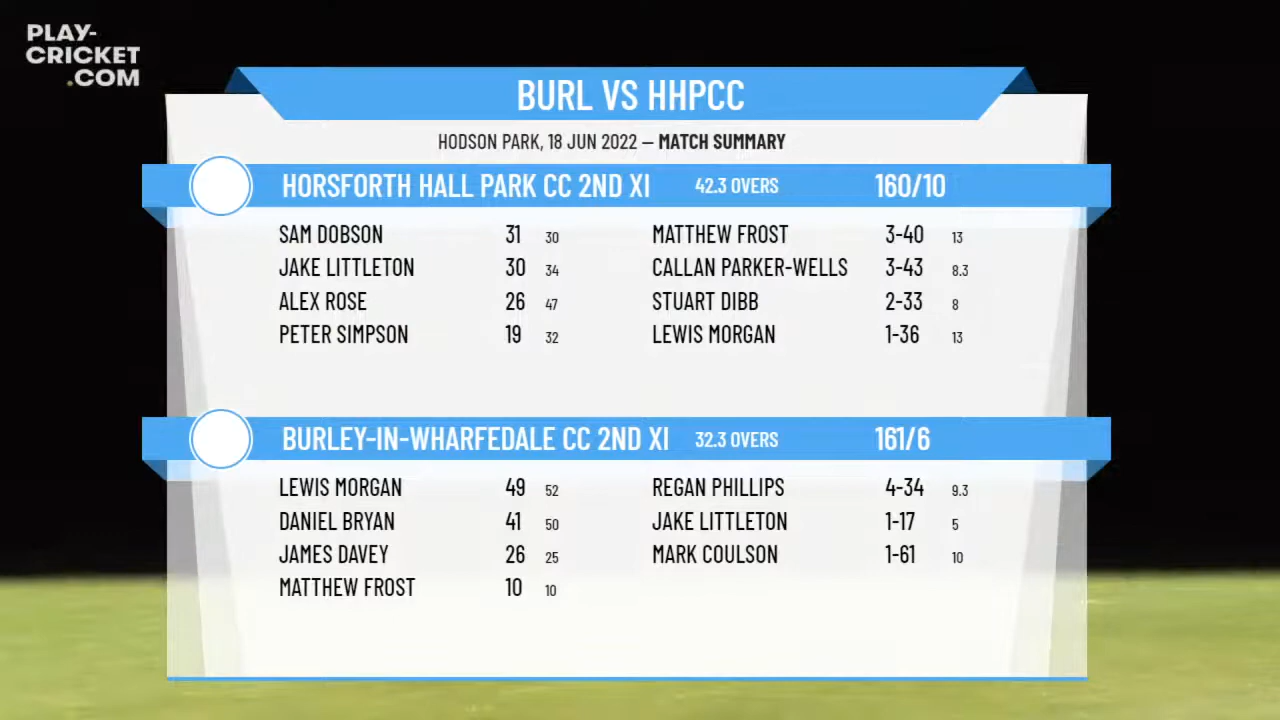 PLAY-
CRICKET
.COM
BURL VS HHPCC
HODSON PARK, 18 JUN 2022 – MATCH SUMMARY
HORSFORTH HALL PARK CC 2ND XI 42.3 OVERS 160/10
SAM DOBSON 31 30 MATTHEW FROST 3-40 13
JAKE LITTLETON 30 34 CALLAN PARKER-WELLS 3-43 8.3
ALEX ROSE 26 47 STUART DIBB 2-33 8
PETER SIMPSON 19 32 LEWIS MORGAN 1-36 13
BURLEY-IN-WHARFEDALE CC 2ND XI 32.3 OVERS 161/6
LEWIS MORGAN 49 52 REGAN PHILLIPS 4-34 9.3
DANIEL BRYAN 41 50 JAKE LITTLETON 1-17 5
JAMES DAVEY 26 25 MARK COULSON 1-61 10
MATTHEW FROST 10 10